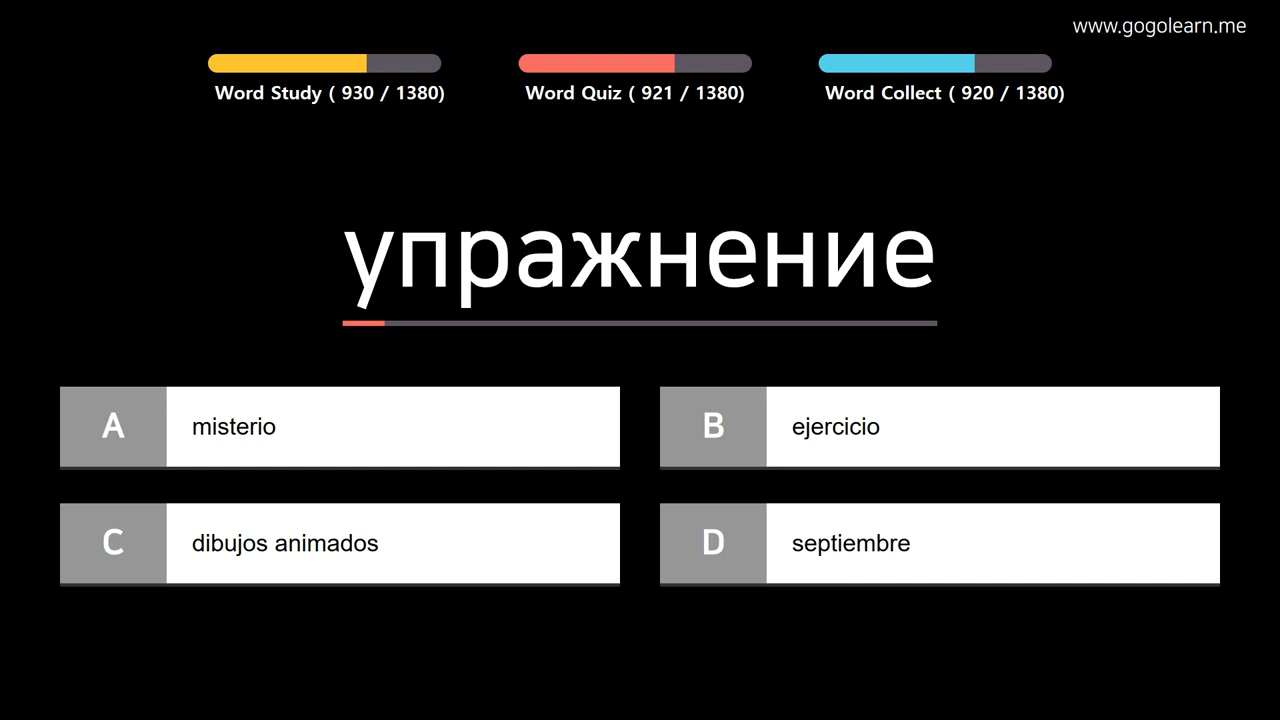 www.gogolearn.me
Word Study ( 930 / 1380)
Word Quiz ( 921 / 1380)
Word Collect ( 920 / 1380)
упражнение
A misterio
B ejercicio
C dibujos animados
D septiembre